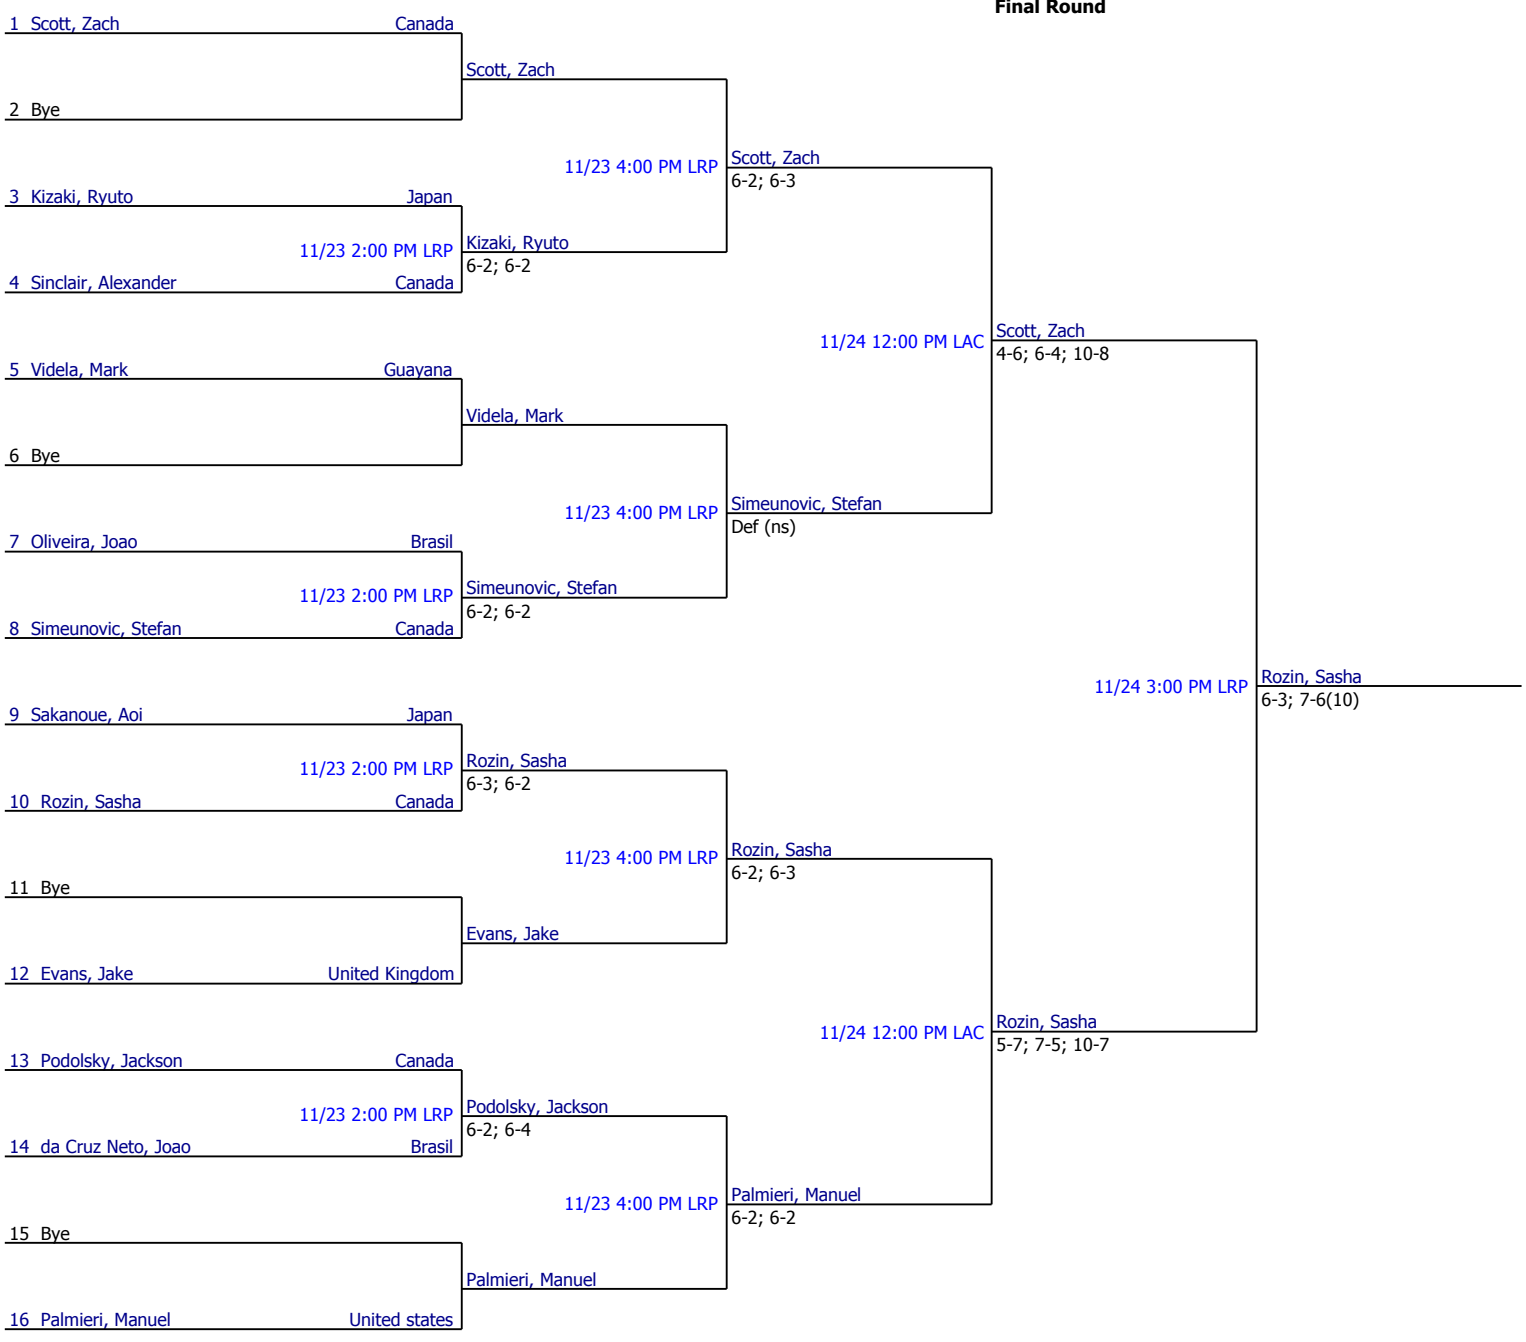 Final Round
1 Scott, Zach Canada
Scott, Zach
2 Bye
11/23 4:00 PM LRP Scott, Zach
6-2; 6-3
3 Kizaki, Ryuto Japan
11/23 2:00 PM LRP Kizaki, Ryuto
6-2; 6-2
4 Sinclair, Alexander Canada
11/24 12:00 PM LAC Scott, Zach
4-6; 6-4; 10-8
5 Videla, Mark Guayana
Videla, Mark
6 Bye
11/23 4:00 PM LRP Simeunovic, Stefan
Def (ns)
7 Oliveira, Joao Brasil
11/23 2:00 PM LRP Simeunovic, Stefan
6-2; 6-2
8 Simeunovic, Stefan Canada
11/24 3:00 PM LRP Rozin, Sasha
6-3; 7-6(10)
9 Sakanoue, Aoi Japan
11/23 2:00 PM LRP Rozin, Sasha
6-3; 6-2
10 Rozin, Sasha Canada
11/23 4:00 PM LRP Rozin, Sasha
6-2; 6-3
11 Bye
Evans, Jake
12 Evans, Jake United Kingdom
11/24 12:00 PM LAC Rozin, Sasha
5-7; 7-5; 10-7
13 Podolsky, Jackson Canada
11/23 2:00 PM LRP Podolsky, Jackson
6-2; 6-4
14 da Cruz Neto, Joao Brasil
11/23 4:00 PM LRP Palmieri, Manuel
6-2; 6-2
15 Bye
Palmieri, Manuel
16 Palmieri, Manuel United states